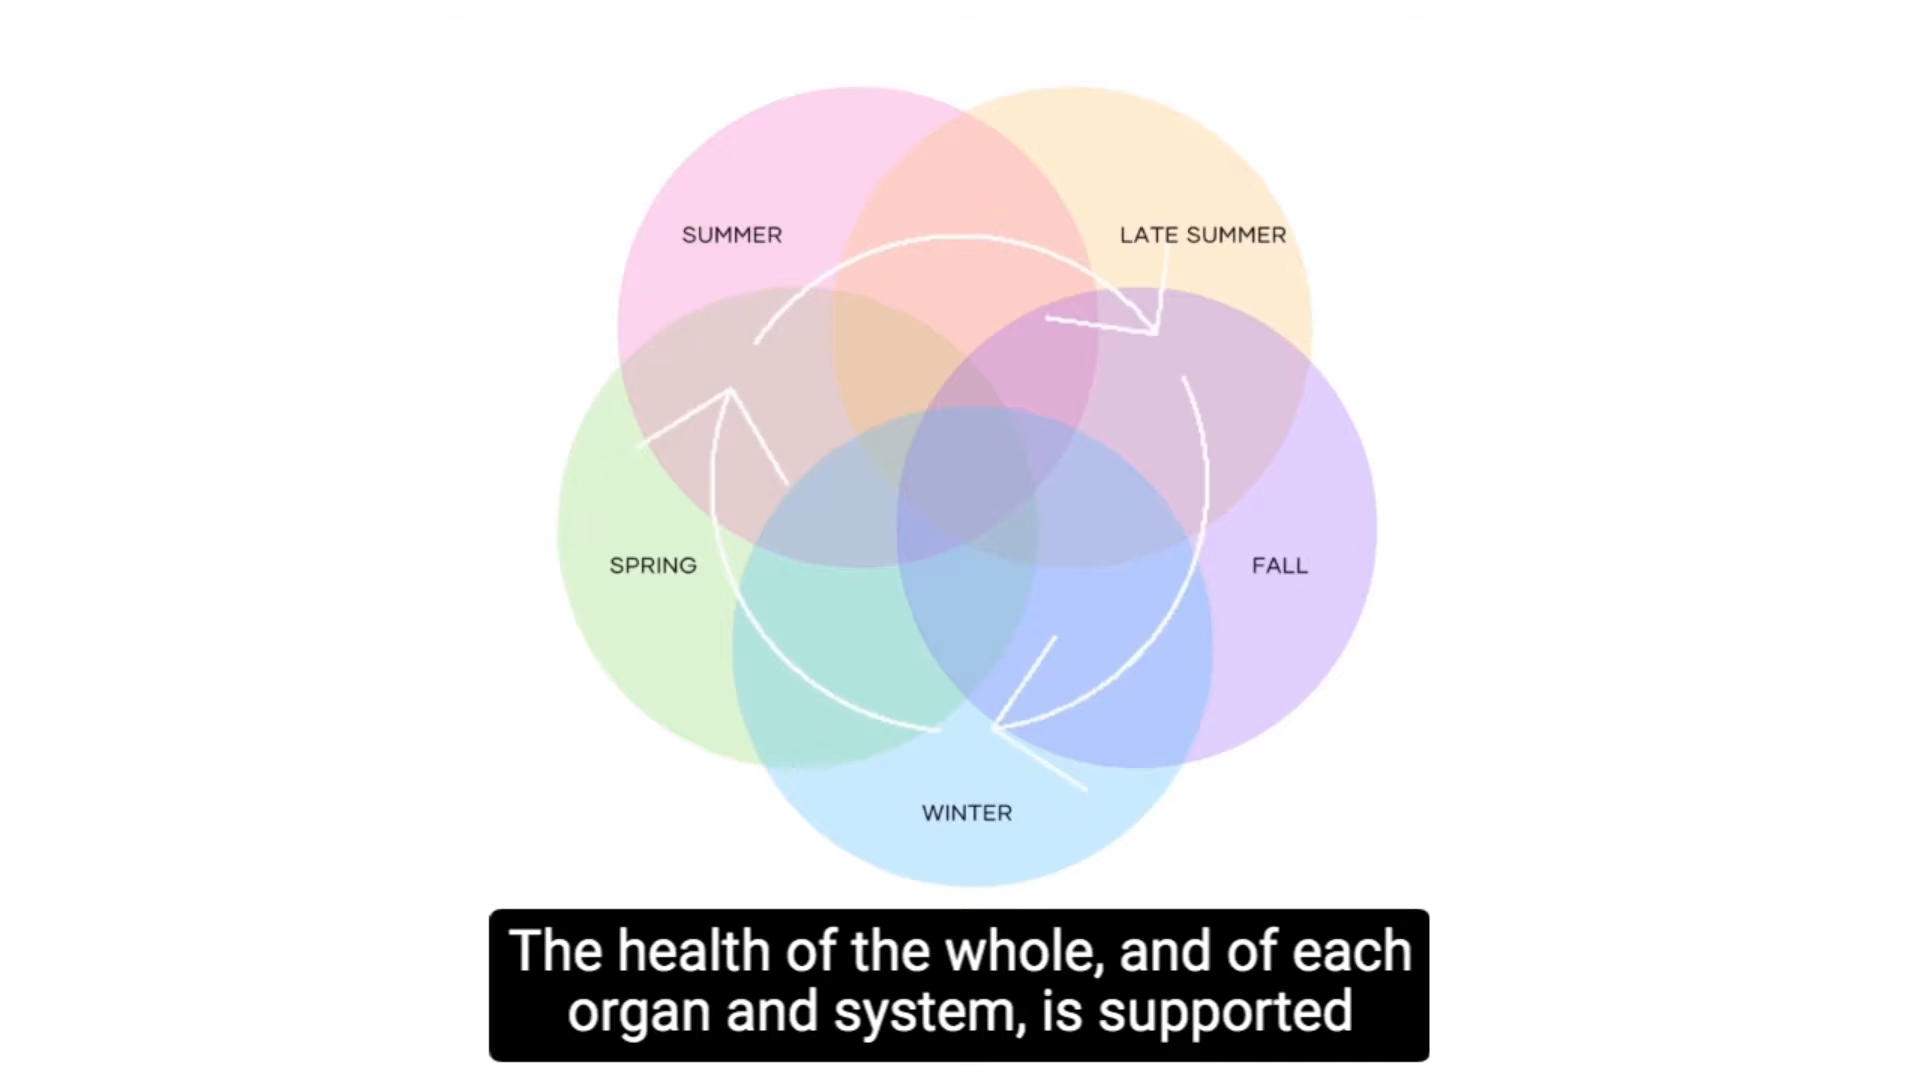 SUMMER
LATE SUMMER
SPRING
FALL
WINTER
The health of the whole, and of each
organ and system, is supported